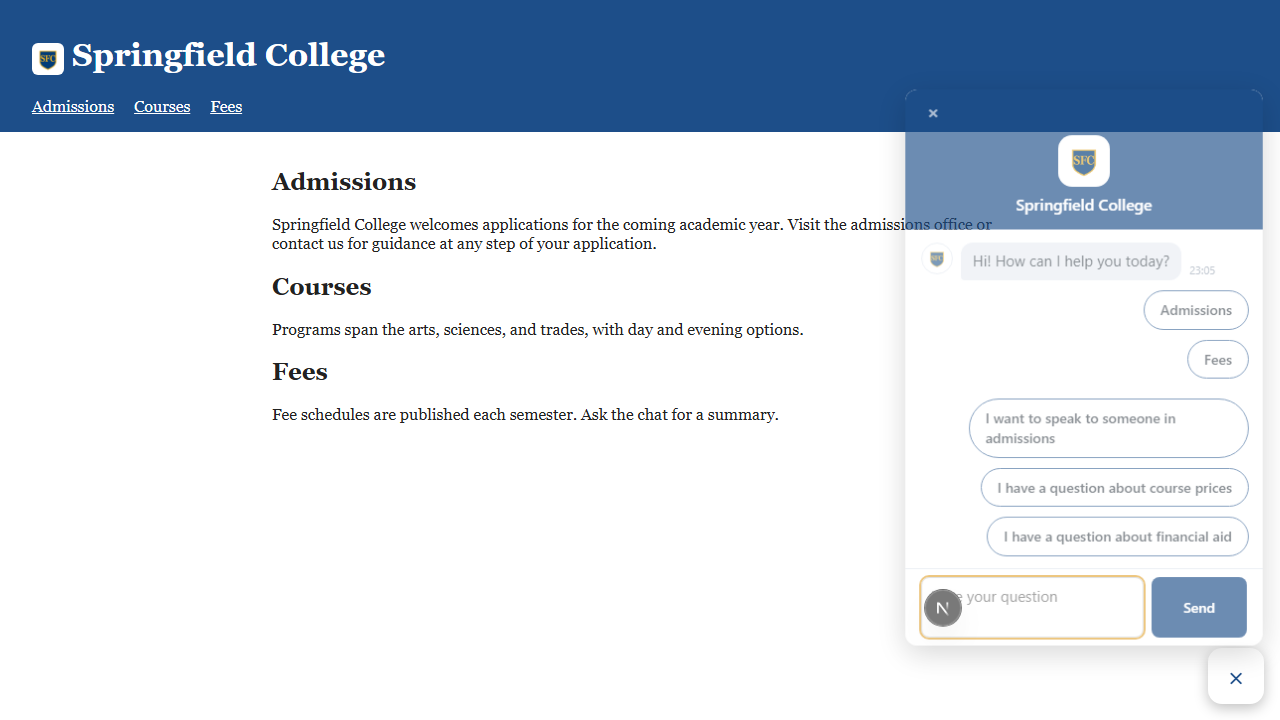 SFC Springfield College
Admissions Courses Fees
Admissions
Springfield College welcomes applications for the coming academic year. Visit the admissions office or
contact us for guidance at any step of your application.
Courses
Programs span the arts, sciences, and trades, with day and evening options.
Fees
Fee schedules are published each semester. Ask the chat for a summary.
×
SFC
Springfield College
SFC
Hi! How can I help you today?
23:05
Admissions
Fees
I want to speak to someone in
admissions
I have a question about course prices
I have a question about financial aid
your question
N
Send
×